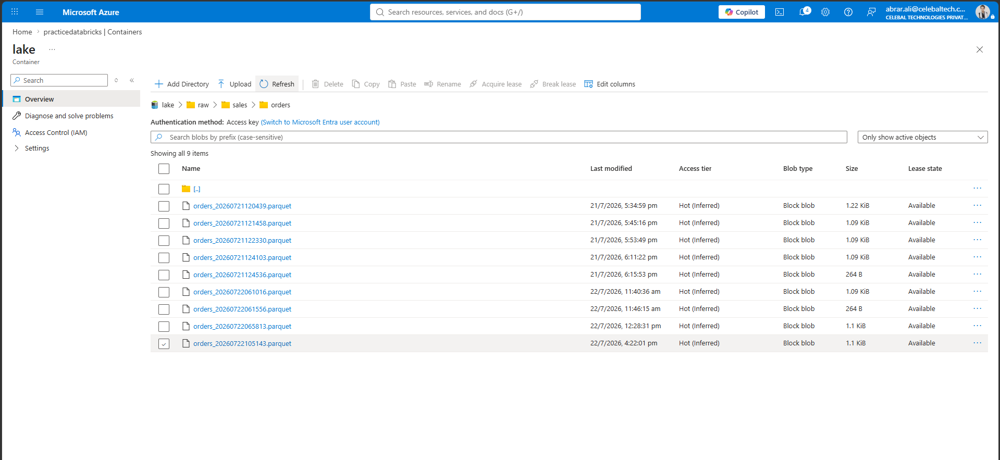 Microsoft Azure
Search resources, services, and docs (G+/)
Copilot
4
abrar.ali@celebaltech.c...
CELEBAL TECHNOLOGIES PRIVAT...
Home > practicedatabricks | Containers
lake ...
Container
Search
Overview
Diagnose and solve problems
Access Control (IAM)
Settings
Add Directory Upload Refresh Delete Copy Paste Rename Acquire lease Break lease Edit columns
lake > raw > sales > orders
Authentication method: Access key (Switch to Microsoft Entra user account)
Search blobs by prefix (case-sensitive)
Only show active objects
Showing all 9 items
Name Last modified Access tier Blob type Size Lease state
[..] ...
orders_20260721120439.parquet 21/7/2026, 5:34:59 pm Hot (Inferred) Block blob 1.22 KiB Available ...
orders_20260721121458.parquet 21/7/2026, 5:45:16 pm Hot (Inferred) Block blob 1.09 KiB Available ...
orders_20260721122330.parquet 21/7/2026, 5:53:49 pm Hot (Inferred) Block blob 1.09 KiB Available ...
orders_20260721124103.parquet 21/7/2026, 6:11:22 pm Hot (Inferred) Block blob 1.09 KiB Available ...
orders_20260721124536.parquet 21/7/2026, 6:15:53 pm Hot (Inferred) Block blob 264 B Available ...
orders_20260722061016.parquet 22/7/2026, 11:40:36 am Hot (Inferred) Block blob 1.09 KiB Available ...
orders_20260722061556.parquet 22/7/2026, 11:46:15 am Hot (Inferred) Block blob 264 B Available ...
orders_20260722065813.parquet 22/7/2026, 12:28:31 pm Hot (Inferred) Block blob 1.1 KiB Available ...
orders_20260722105143.parquet 22/7/2026, 4:22:01 pm Hot (Inferred) Block blob 1.1 KiB Available ...